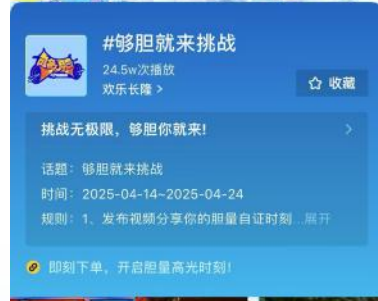 #够胆就来挑战
24.5w次播放
欢乐长隆 >
收藏
够胆
挑战无极限，够胆你就来!
话题：够胆就来挑战
时间：2025-04-14~2025-04-24
规则：1、发布视频分享你的胆量自证时刻...展开
即刻下单，开启胆量高光时刻!